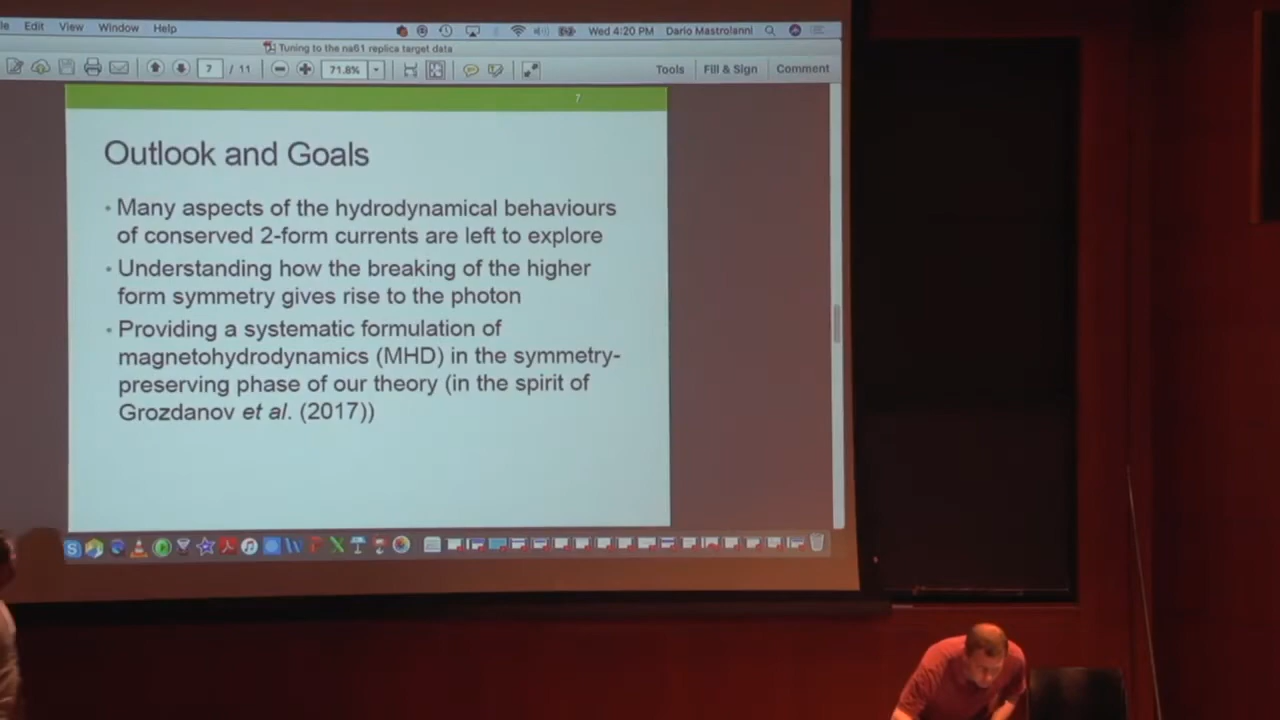 Edit View Window Help Wed 4:20 PM Dario Mastroianni
Tuning to the na61 replica target data
7 / 11 71.8% Tools Fill & Sign Comment
7
Outlook and Goals
• Many aspects of the hydrodynamical behaviours
of conserved 2-form currents are left to explore
• Understanding how the breaking of the higher
form symmetry gives rise to the photon
• Providing a systematic formulation of
magnetohydrodynamics (MHD) in the symmetry-
preserving phase of our theory (in the spirit of
Grozdanov et al. (2017))